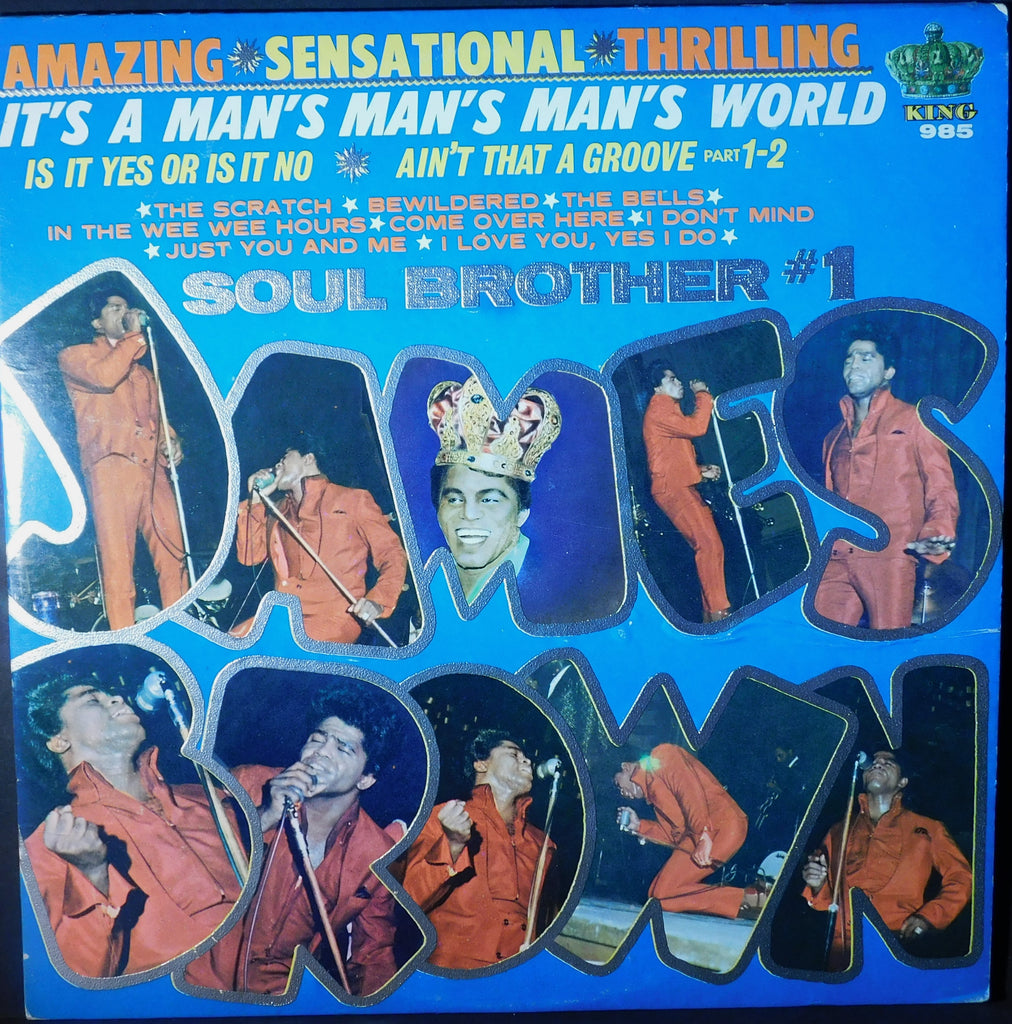 AMAZING SENSATIONAL THRILLING
IT'S A MAN'S MAN'S MAN'S WORLD
IS IT YES OR IS IT NO AIN'T THAT A GROOVE PART 1-2
KING
985
THE SCRATCH BEWILDERED THE BELLS
IN THE WEE WEE HOURS COME OVER HERE I DON'T MIND
JUST YOU AND ME I LOVE YOU, YES I DO
SOUL BROTHER #1
JAMES
BROWN